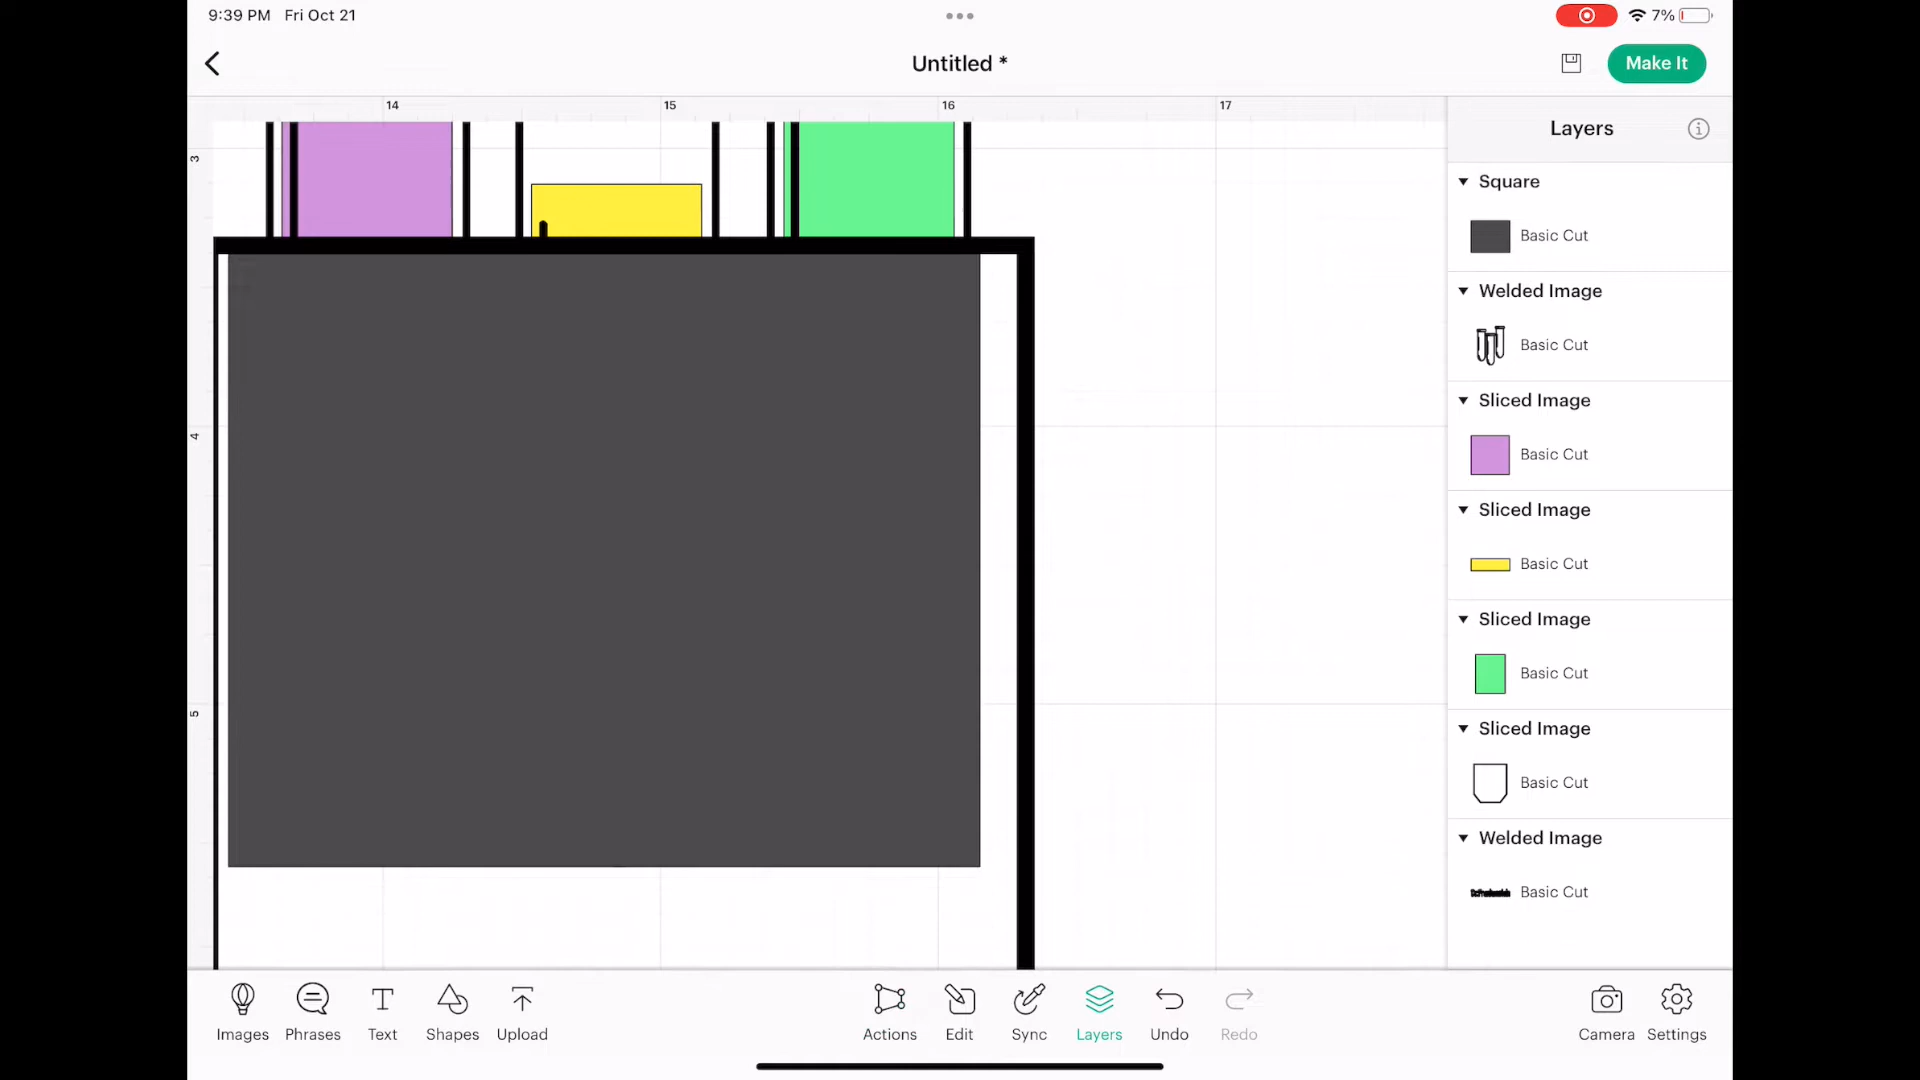 9:39 PM Fri Oct 21
7%
Untitled *
Make It
14 15 16 17
Layers
3
4
5
Square
Basic Cut
Welded Image
Basic Cut
Sliced Image
Basic Cut
Sliced Image
Basic Cut
Sliced Image
Basic Cut
Sliced Image
Basic Cut
Welded Image
Basic Cut
Images Phrases Text Shapes Upload Actions Edit Sync Layers Undo Redo Camera Settings